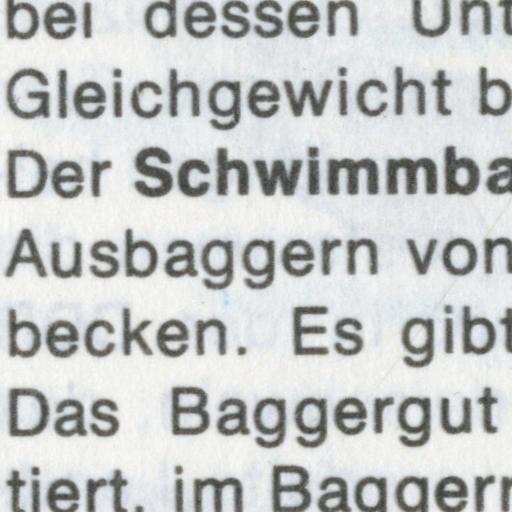 bei dessen Unt
Gleichgewicht b
Der Schwimmba
Ausbaggern von
becken. Es gibt
Das Baggergut
tiert, im Baggerr